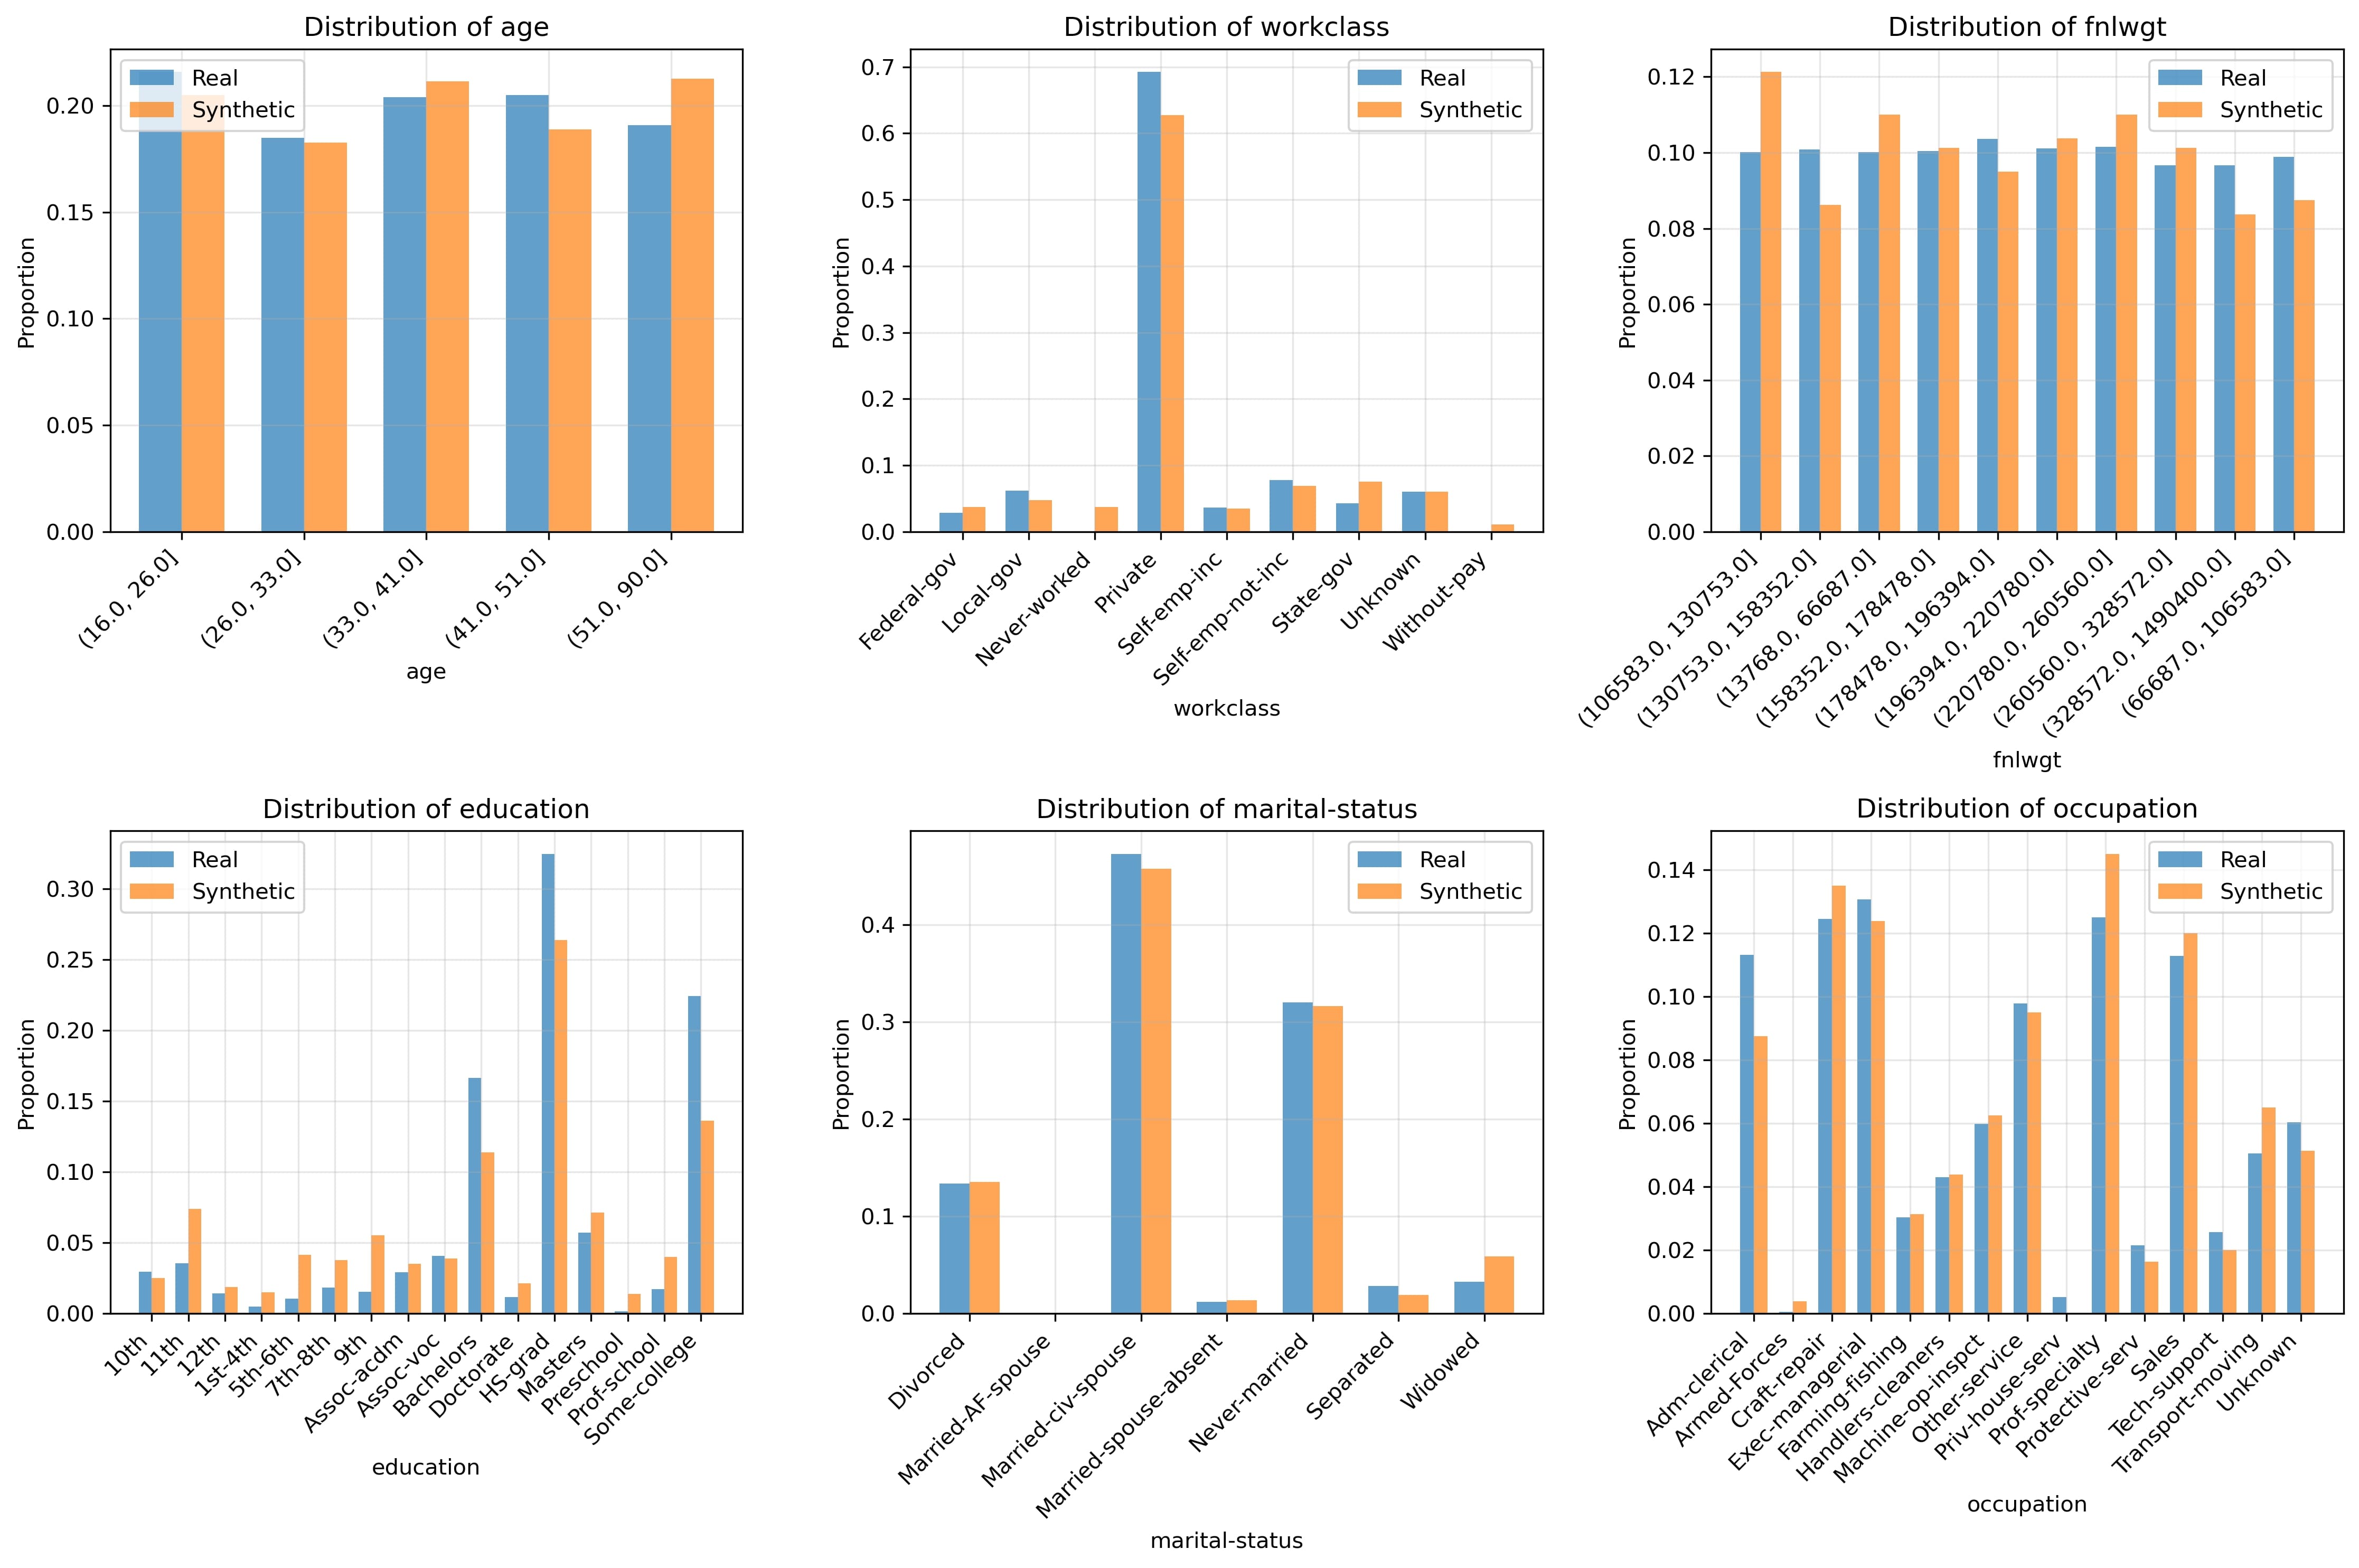 Distribution of age
Real
Synthetic
Proportion
0.20
0.15
0.10
0.05
0.00
(16.0, 26.0]
(26.0, 33.0]
(33.0, 41.0]
(41.0, 51.0]
(51.0, 90.0]
age
Distribution of workclass
Real
Synthetic
Proportion
0.7
0.6
0.5
0.4
0.3
0.2
0.1
0.0
Federal-gov
Local-gov
Never-worked
Private
Self-emp-inc
Self-emp-not-inc
State-gov
Unknown
Without-pay
workclass
Distribution of fnlwgt
Real
Synthetic
Proportion
0.12
0.10
0.08
0.06
0.04
0.02
0.00
(106583.0, 130753.0]
(130753.0, 158352.0]
(13768.0, 66687.0]
(158352.0, 178478.0]
(178478.0, 196394.0]
(196394.0, 220780.0]
(220780.0, 260560.0]
(260560.0, 328572.0]
(328572.0, 1490400.0]
(66687.0, 106583.0]
fnlwgt
Distribution of education
Real
Synthetic
Proportion
0.30
0.25
0.20
0.15
0.10
0.05
0.00
10th
11th
12th
1st-4th
5th-6th
7th-8th
9th
Assoc-acdm
Assoc-voc
Bachelors
Doctorate
HS-grad
Masters
Preschool
Prof-school
Some-college
education
Distribution of marital-status
Real
Synthetic
Proportion
0.4
0.3
0.2
0.1
0.0
Divorced
Married-AF-spouse
Married-civ-spouse
Married-spouse-absent
Never-married
Separated
Widowed
marital-status
Distribution of occupation
Real
Synthetic
Proportion
0.14
0.12
0.10
0.08
0.06
0.04
0.02
0.00
Adm-clerical
Armed-Forces
Craft-repair
Exec-managerial
Farming-fishing
Handlers-cleaners
Machine-op-inspct
Other-service
Priv-house-serv
Prof-specialty
Protective-serv
Sales
Tech-support
Transport-moving
Unknown
occupation